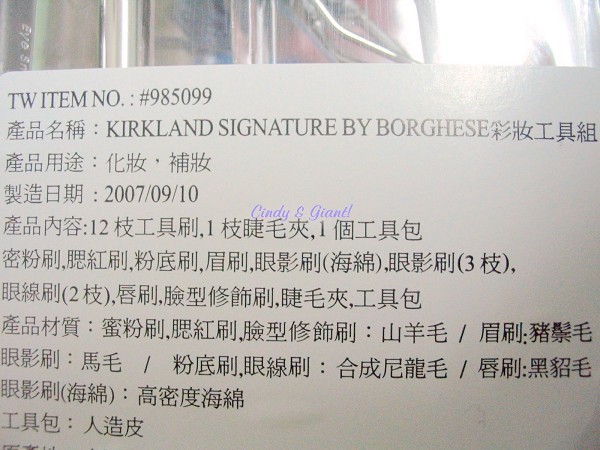 Eye S
TW ITEM NO. : #985099
產品名稱：KIRKLAND SIGNATURE BY BORGHESE彩妝工具組
產品用途：化妝，補妝
製造日期 : 2007/09/10
Cindy & Giant!
產品內容:12 枝工具刷,1 枝睫毛夾,1 個工具包
密粉刷,腮紅刷,粉底刷,眉刷,眼影刷(海綿),眼影刷(3 枝),
眼線刷(2 枝),唇刷,臉型修飾刷,睫毛夾,工具包
產品材質：蜜粉刷,腮紅刷,臉型修飾刷：山羊毛 / 眉刷:豬鬃毛
眼影刷：馬毛 / 粉底刷,眼線刷：合成尼龍毛 / 唇刷:黑貂毛
眼影刷(海綿)：高密度海綿
工具包：人造皮